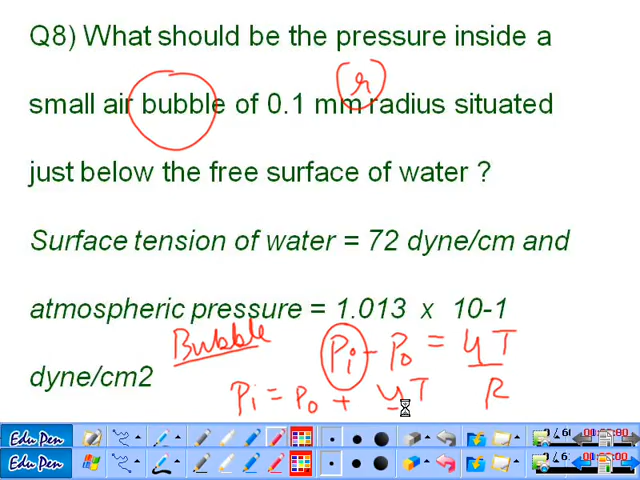 Q8) What should be the pressure inside a
(r)
small air bubble of 0.1 mm radius situated
just below the free surface of water ?
Surface tension of water = 72 dyne/cm and
atmospheric pressure = 1.013 x 10-1
Bubble Pi - Po = 4T
dyne/cm2
Pi = Po + 4T R
Edu Pen
Edu Pen